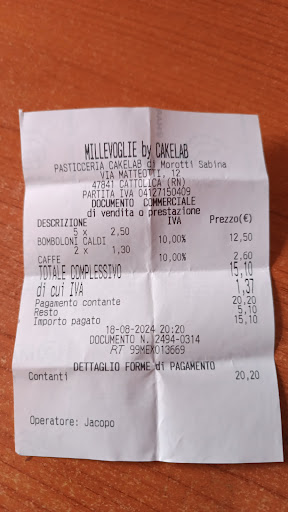 MILLEVOGLIE by CAKELAB
PASTICCERIA CAKELAB di Morotti Sabina
VIA MATTEOTTI, 12
47841 CATTOLICA (RN)
PARTITA IVA 04127150409
DOCUMENTO COMMERCIALE
di vendita o prestazione
DESCRIZIONE IVA Prezzo(€)
5 x 2,50
BOMBOLONI CALDI 10,00% 12,50
2 x 1,30
CAFFE 10,00% 2,60
TOTALE COMPLESSIVO 15,10
di cui IVA 1,37
Pagamento contante 20,20
Resto 5,10
Importo pagato 15,10
18-08-2024 20:20
DOCUMENTO N. 2494-0314
RT 99MEX013669
DETTAGLIO FORME di PAGAMENTO
Contanti 20,20
Operatore: Jacopo